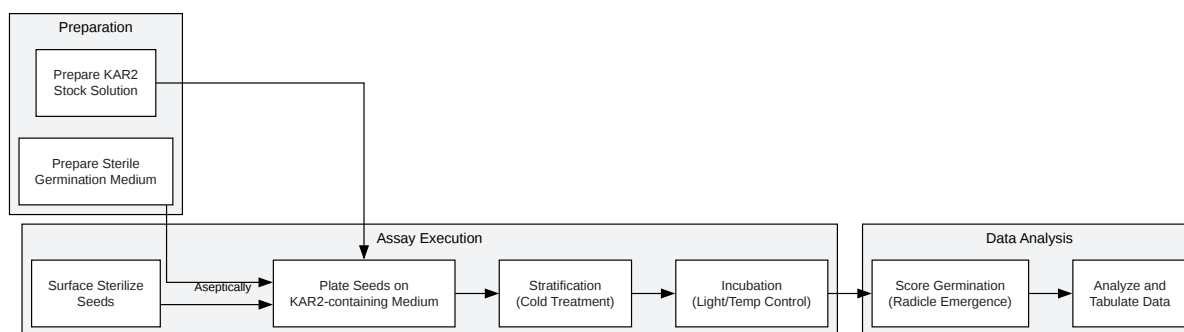 Preparation
Prepare KAR2
Stock Solution
Prepare Sterile
Germination Medium
Assay Execution
Surface Sterilize
Seeds
Aseptically
Plate Seeds on
KAR2-containing Medium
Stratification
(Cold Treatment)
Incubation
(Light/Temp Control)
Data Analysis
Score Germination
(Radicle Emergence)
Analyze and
Tabulate Data